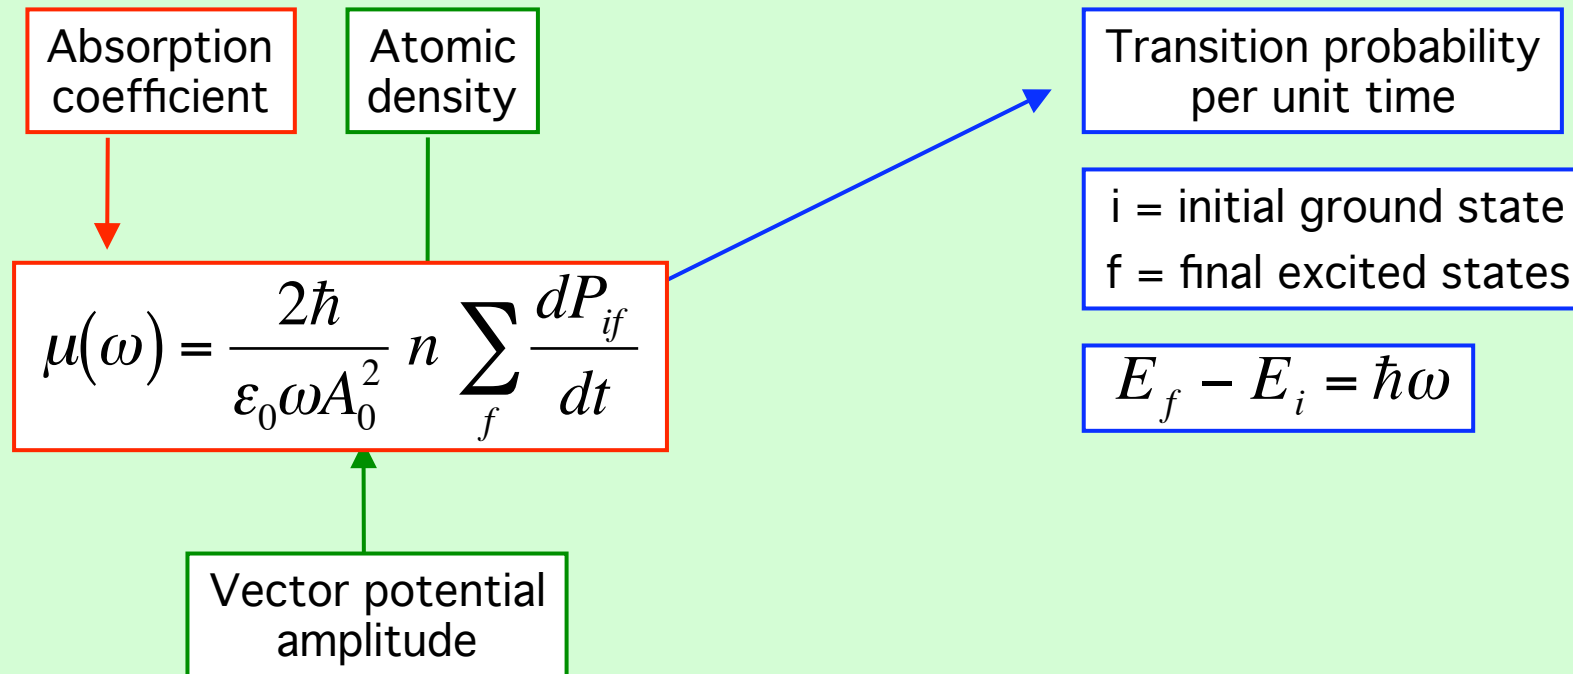 Absorption
coefficient
Atomic
density
Transition probability
per unit time
i = initial ground state
f = final excited states
μ(ω) = 2ħ / (ε₀ωA₀²) n ∑_f dP_if / dt
E_f − E_i = ħω
Vector potential
amplitude